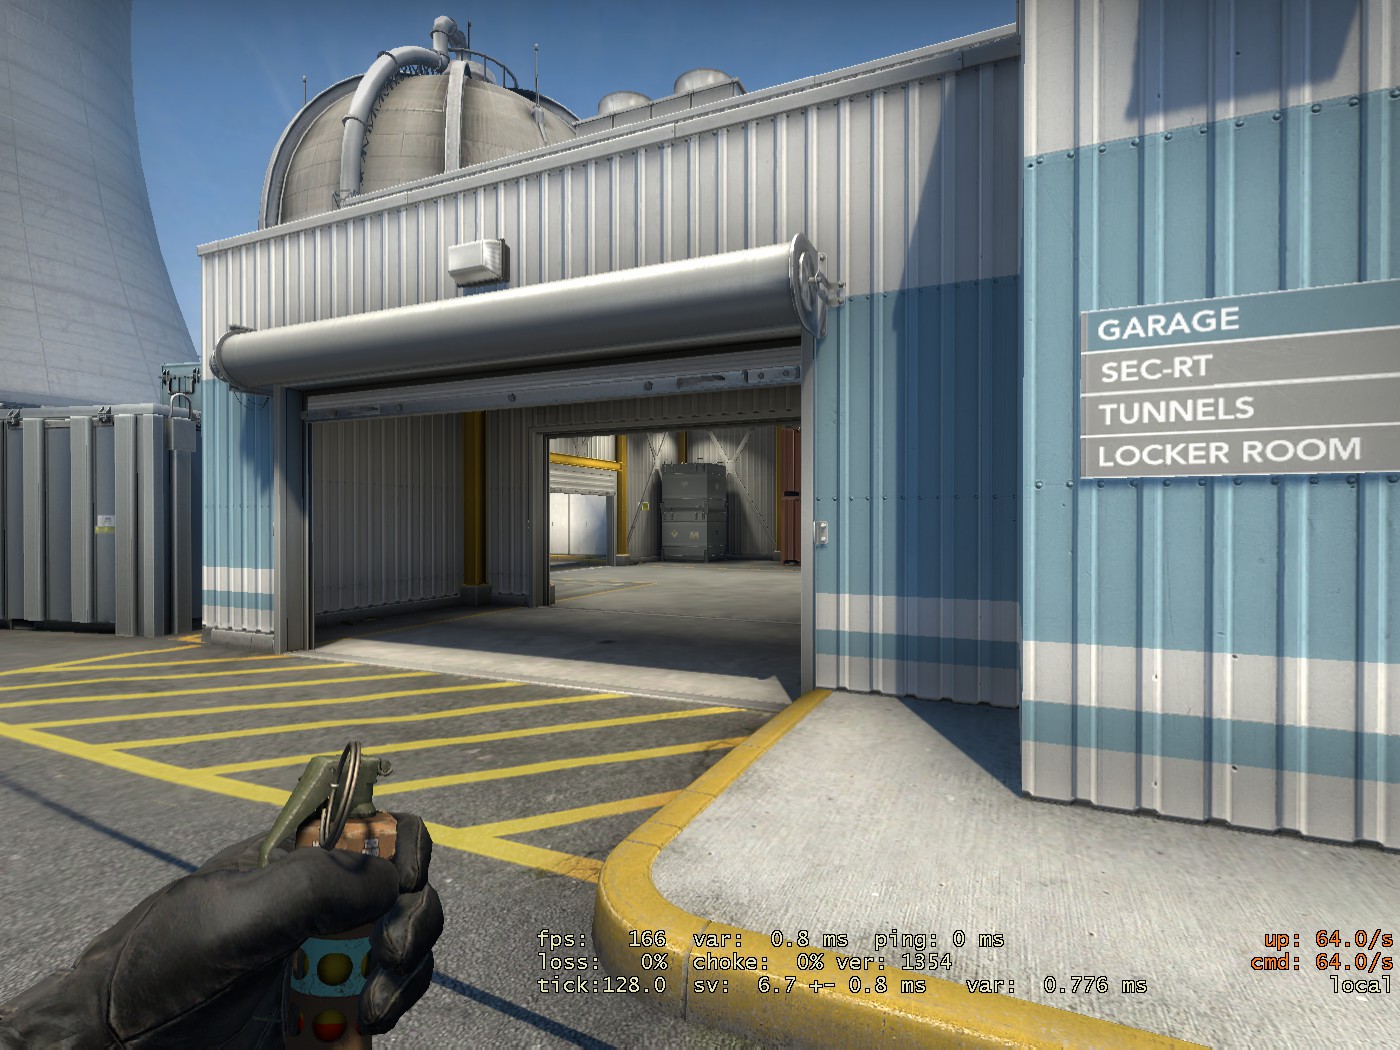 GARAGE
SEC-RT
TUNNELS
LOCKER ROOM
fps: 166 var: 0.8 ms ping: 0 ms
loss: 0% choke: 0% ver: 1354
tick:128.0 sv: 6.7 +- 0.8 ms var: 0.776 ms
up: 64.0/s
cmd: 64.0/s
local